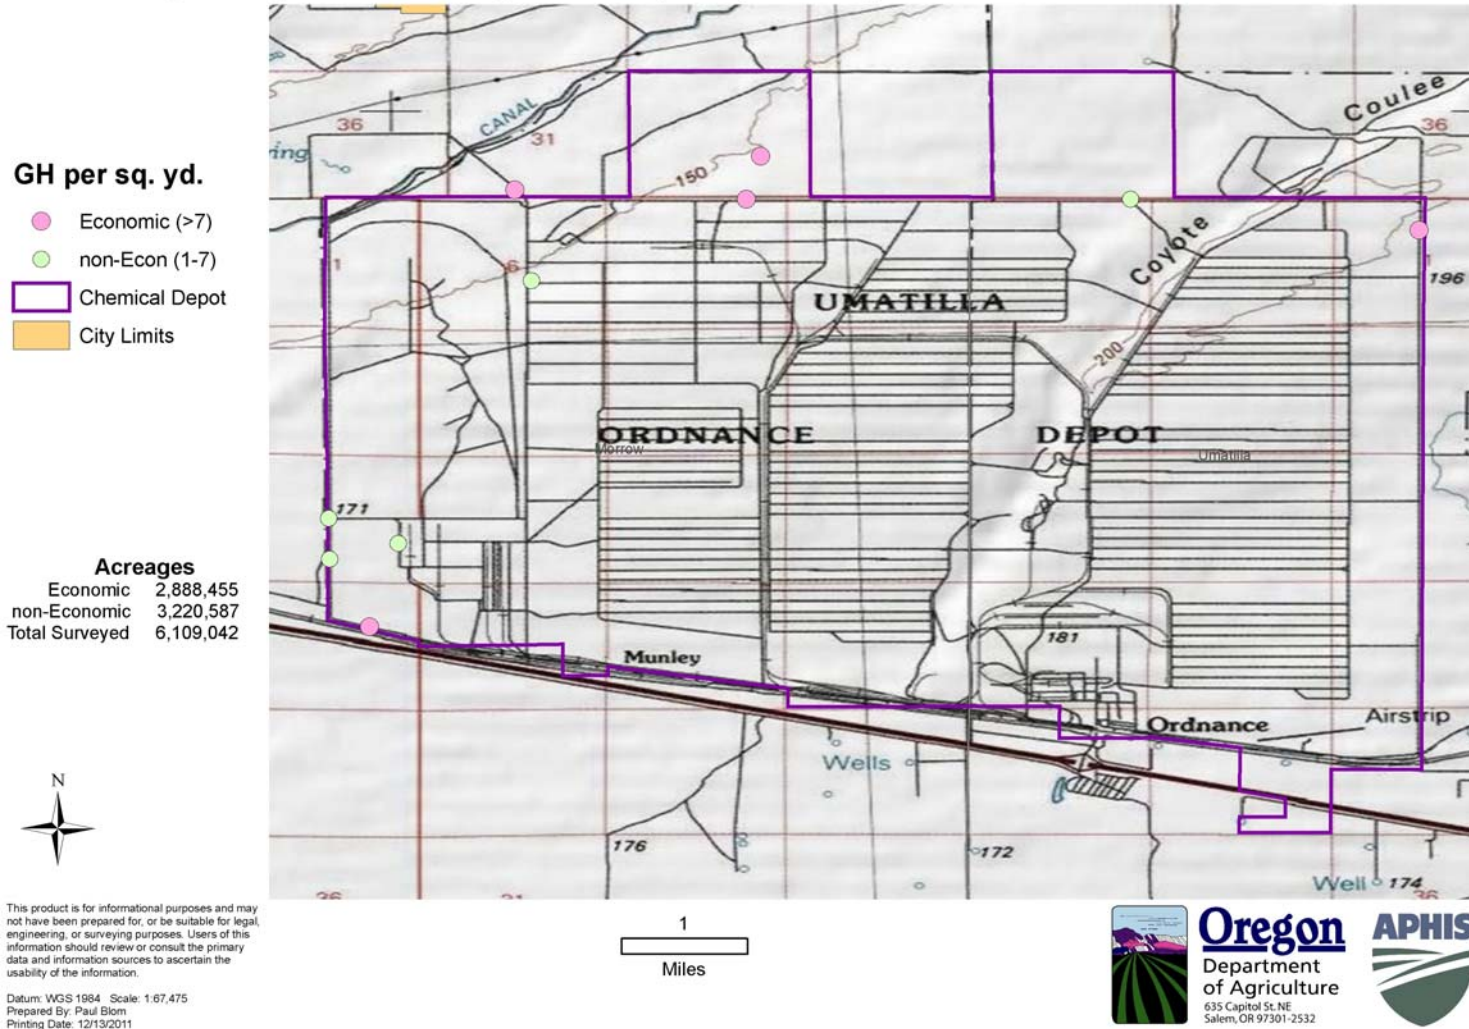 GH per sq. yd.
Economic (>7)
non-Econ (1-7)
Chemical Depot
City Limits
Acreages
Economic 2,888,455
non-Economic 3,220,587
Total Surveyed 6,109,042
N
This product is for informational purposes and may
not have been prepared for, or be suitable for legal,
engineering, or surveying purposes. Users of this
information should review or consult the primary
data and information sources to ascertain the
usability of the information.
Datum: WGS 1984 Scale: 1:67,475
Prepared By: Paul Blom
Printing Date: 12/13/2011
36
CANAL
31
150
Coulee
36
Coyote
1
6
1
196
UMATILLA
200
ORDNANCE
DEPOT
Morrow
Umatilla
171
181
Munley
Ordnance
Airstrip
Wells
176
172
Well
174
36
1
Miles
Oregon
Department
of Agriculture
635 Capitol St. NE
Salem, OR 97301-2532
APHIS